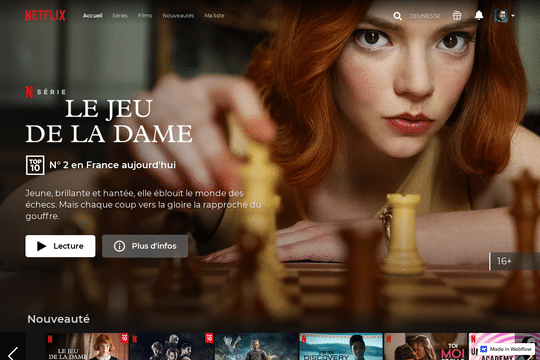 NETFLIX
Accueil Séries Films Nouveautés Ma liste
JEUNESSE
N SÉRIE
LE JEU
DE LA DAME
TOP 10 N° 2 en France aujourd'hui
Jeune, brillante et hantée, elle éblouit le monde des
échecs. Mais chaque coup vers la gloire la rapproche du
gouffre.
Lecture
Plus d'infos
16+
Nouveauté
LE JEU
DE LA DAME
DISCOVERY
TOI
MOI
ACADEMY
Made in Webflow